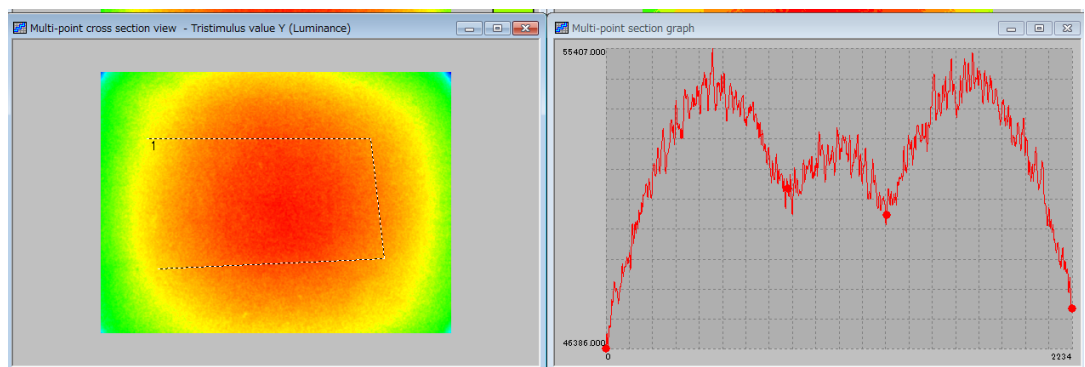 Multi-point cross section view - Tristimulus value Y (Luminance)
1
Multi-point section graph
55407.000
46386.000
0
2234